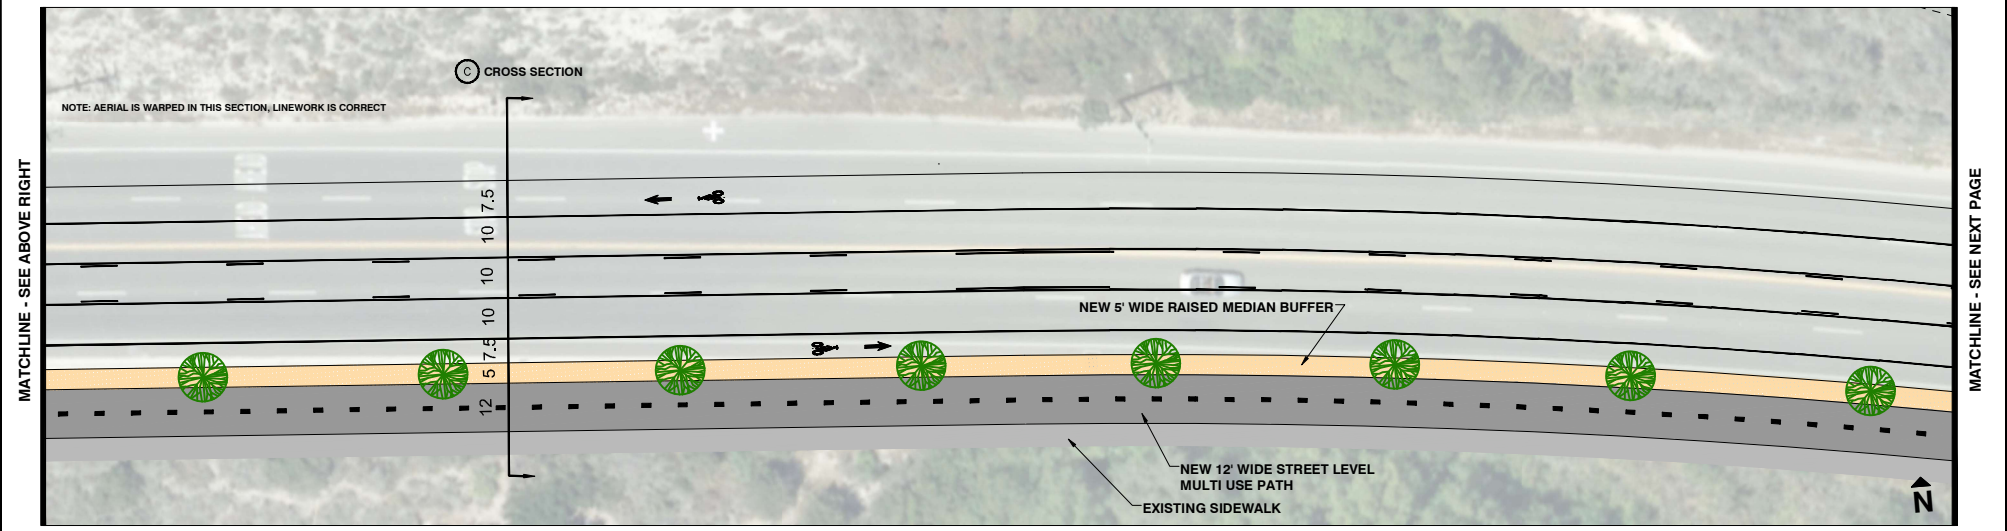 MATCHLINE - SEE ABOVE RIGHT
C CROSS SECTION
NOTE: AERIAL IS WARPED IN THIS SECTION, LINEWORK IS CORRECT
7.5
10
10
10
7.5
5
12
NEW 5' WIDE RAISED MEDIAN BUFFER
NEW 12' WIDE STREET LEVEL
MULTI USE PATH
EXISTING SIDEWALK
N
MATCHLINE - SEE NEXT PAGE